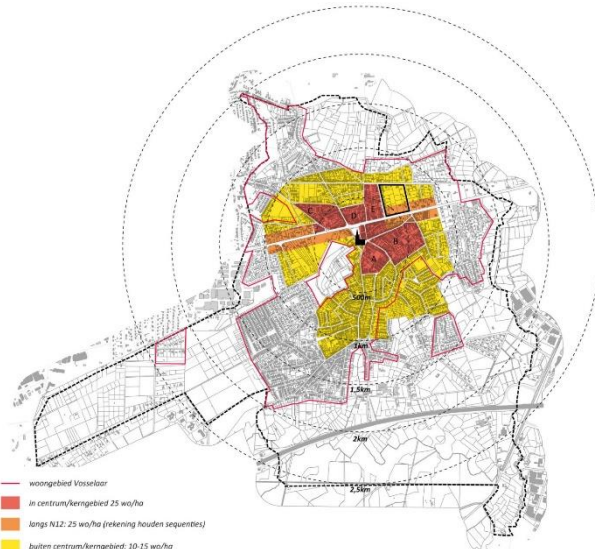 C
D
E
B
A
500m
1km
1,5km
2km
2,5km
woongebied Vosselaar
in centrum/kerngebied 25 wo/ha
langs N12: 25 wo/ha (rekening houden sequenties)
buiten centrum/kerngebied: 10-15 wo/ha